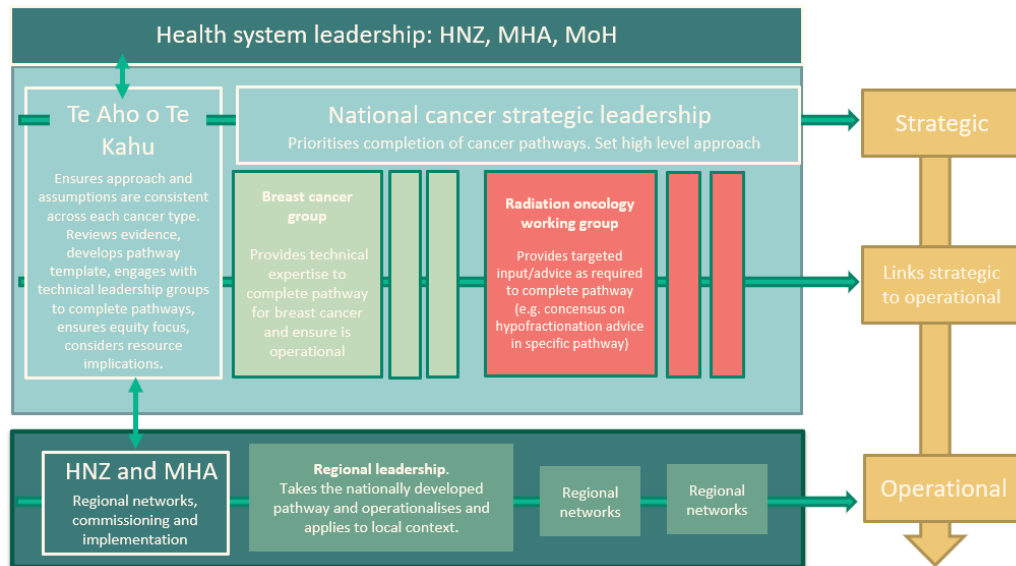 Health system leadership: HNZ, MHA, MoH
Te Aho o Te
Kahu
Ensures approach and
assumptions are consistent
across each cancer type.
Reviews evidence,
develops pathway
template, engages with
technical leadership groups
to complete pathways,
ensures equity focus,
considers resource
implications.
National cancer strategic leadership
Prioritises completion of cancer pathways. Set high level approach
Breast cancer
group
Provides technical
expertise to
complete pathway
for breast cancer
and ensure is
operational
Radiation oncology
working group
Provides targeted
input/advice as required
to complete pathway
(e.g. concensus on
hypofractionation advice
in specific pathway)
Strategic
Links strategic
to operational
Operational
HNZ and MHA
Regional networks,
commissioning and
implementation
Regional leadership.
Takes the nationally developed
pathway and operationalises and
applies to local context.
Regional
networks
Regional
networks